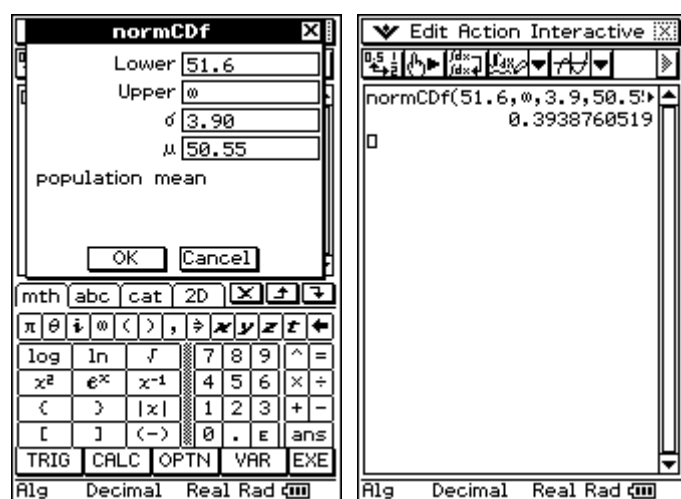 normCDf
Lower 51.6
Upper ∞
σ 3.90
μ 50.55
population mean
OK Cancel
mth abc cat 2D
π θ i ∞ ( ) , ⇒ x y z t
log ln √ 7 8 9 ^ =
x² eˣ x⁻¹ 4 5 6 × ÷
( ) |x| 1 2 3 + −
[ ] (−) 0 . E ans
TRIG CALC OPTN VAR EXE
Alg Decimal Real Rad
Edit Action Interactive
normCDf(51.6,∞,3.9,50.5
0.3938760519
Alg Decimal Real Rad